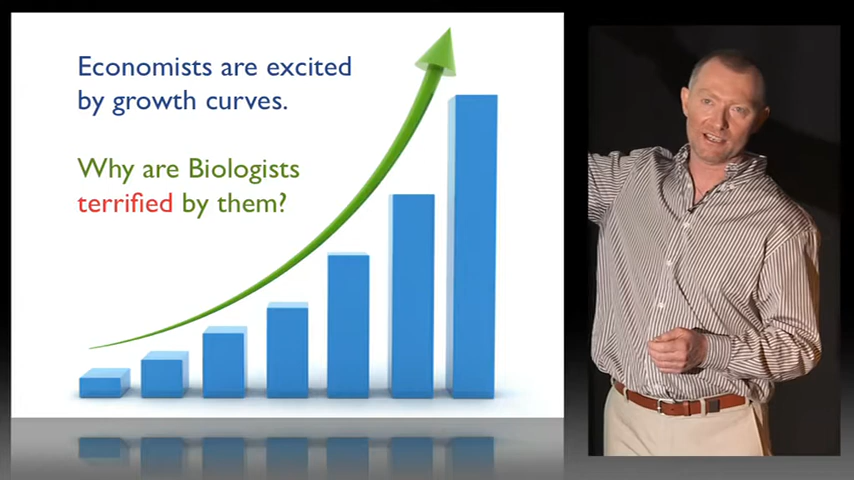 Economists are excited
by growth curves.
Why are Biologists
terrified by them?